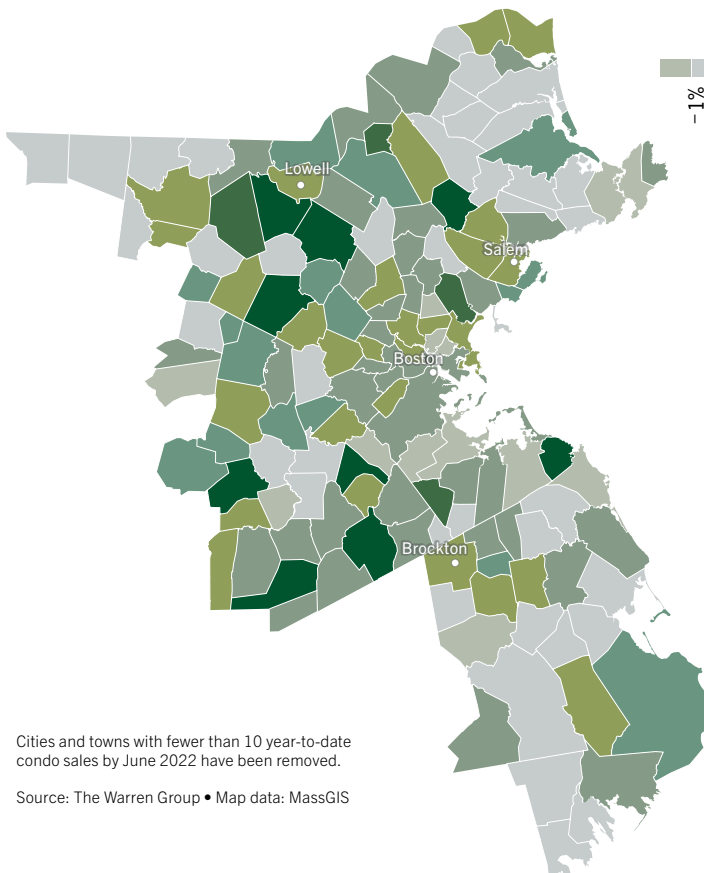 Lowell
–1%
Salem
Boston
Brockton
Cities and towns with fewer than 10 year-to-date
condo sales by June 2022 have been removed.
Source: The Warren Group • Map data: MassGIS